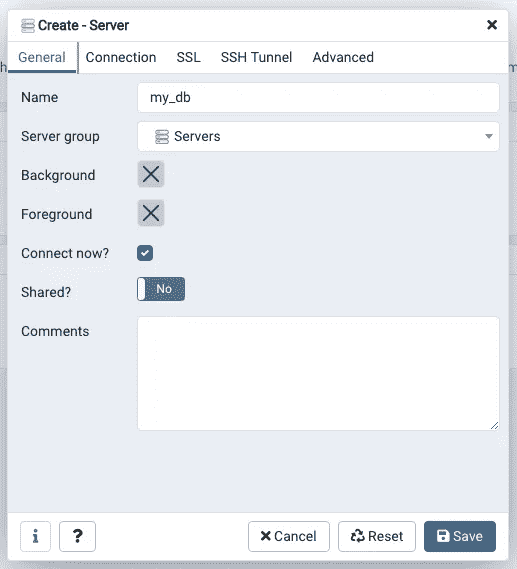 Create - Server
General Connection SSL SSH Tunnel Advanced
Name my_db
Server group Servers
Background
Foreground
Connect now?
Shared? No
Comments
i ? Cancel Reset Save